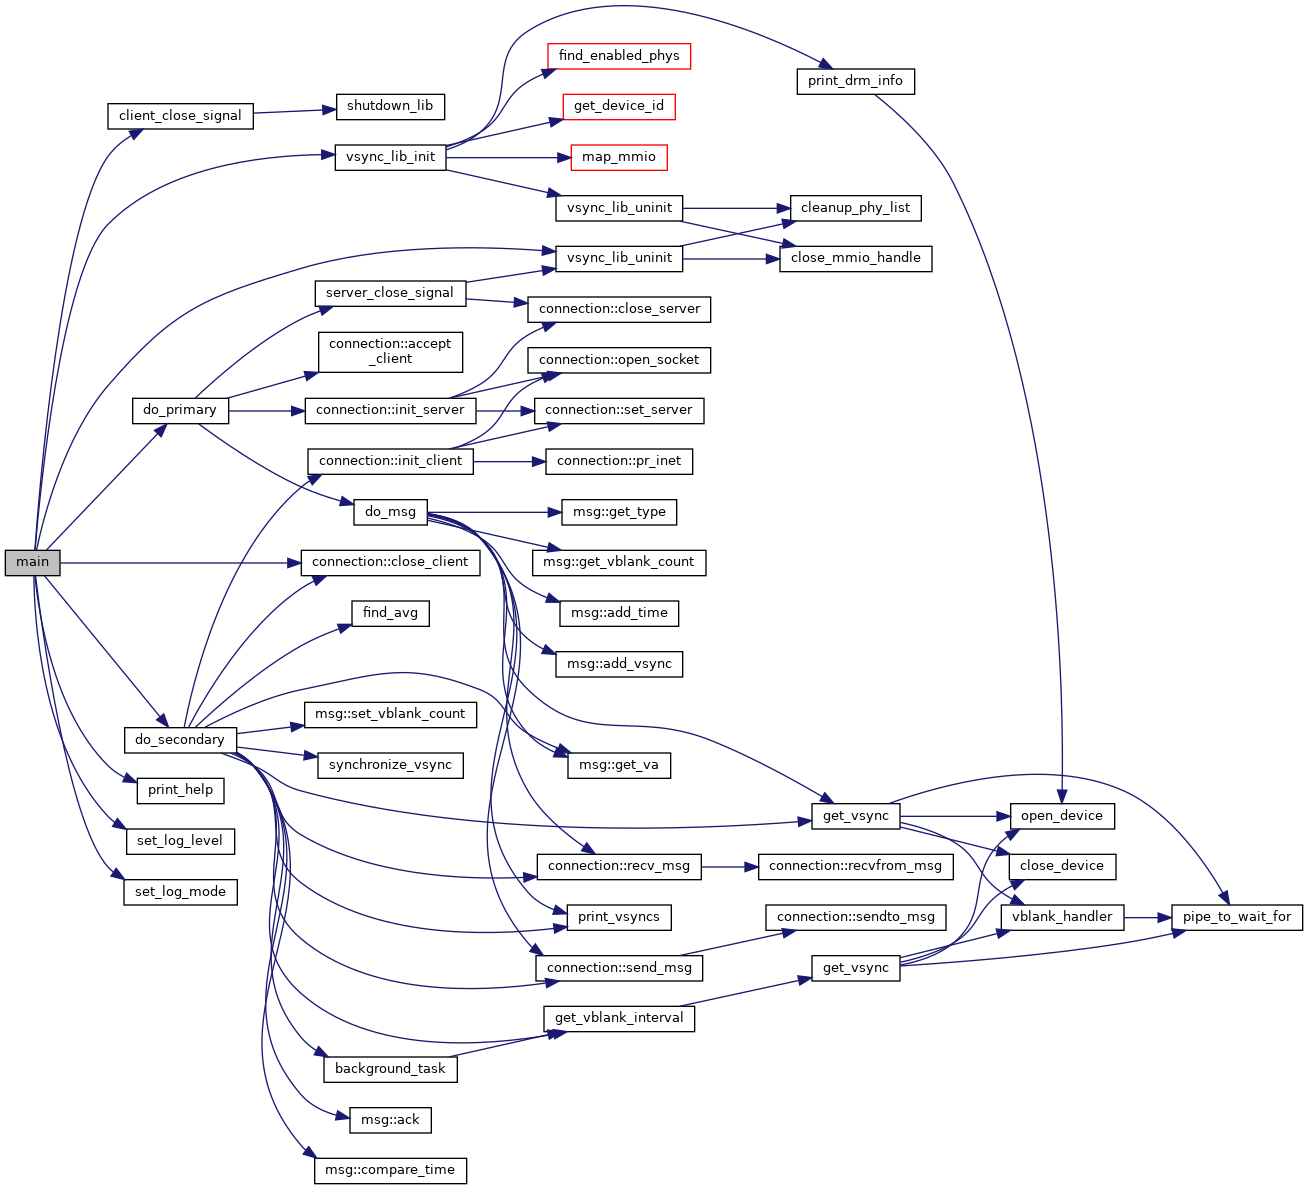 find_enabled_phys
print_drm_info
client_close_signal
shutdown_lib
get_device_id
vsync_lib_init
map_mmio
vsync_lib_uninit
cleanup_phy_list
vsync_lib_uninit
close_mmio_handle
server_close_signal
connection::close_server
connection::accept
_client
connection::open_socket
do_primary
connection::init_server
connection::set_server
connection::init_client
connection::pr_inet
do_msg
msg::get_type
main
connection::close_client
msg::get_vblank_count
find_avg
msg::add_time
msg::add_vsync
msg::set_vblank_count
do_secondary
synchronize_vsync
msg::get_va
print_help
get_vsync
open_device
set_log_level
connection::recv_msg
connection::recvfrom_msg
close_device
set_log_mode
print_vsyncs
connection::sendto_msg
vblank_handler
pipe_to_wait_for
connection::send_msg
get_vsync
get_vblank_interval
background_task
msg::ack
msg::compare_time